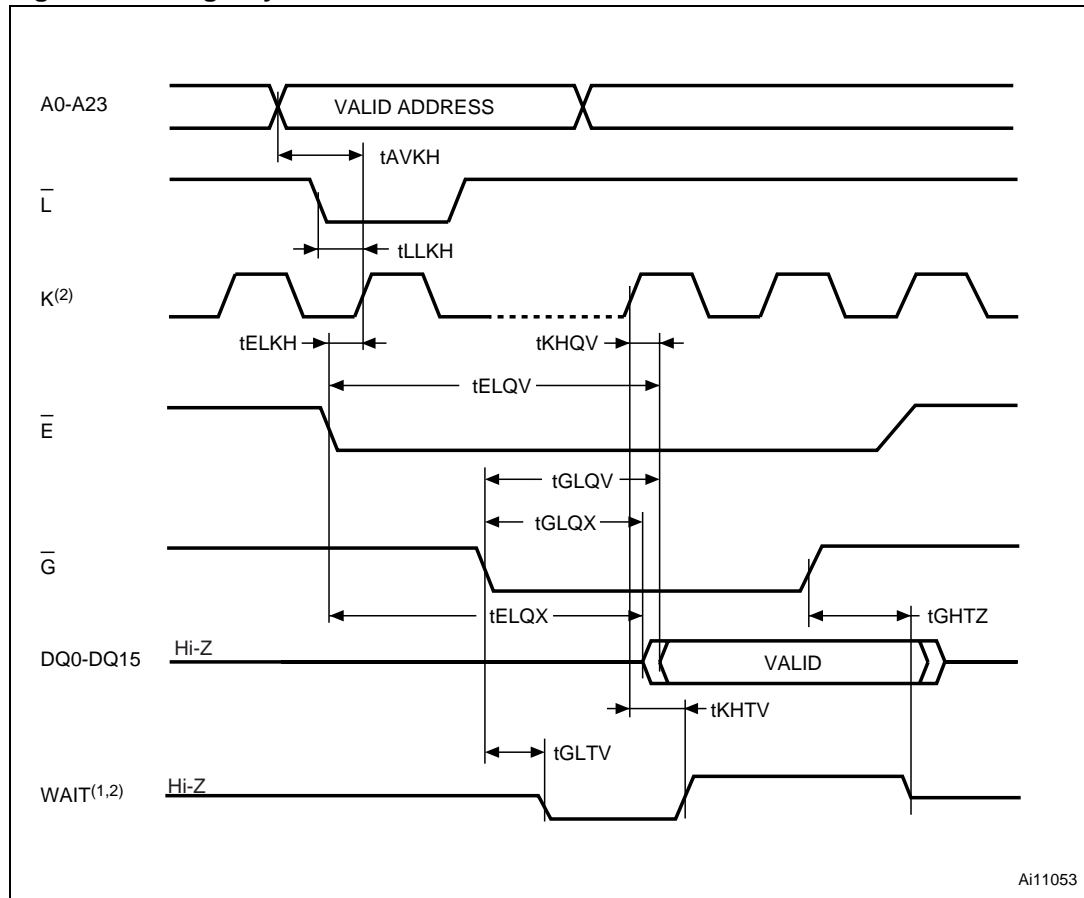 A0-A23
VALID ADDRESS
tAVKH
L
tLLKH
K(2)
tELKH
tKHQV
tELQV
E
tGLQV
tGLQX
G
tELQX
tGHTZ
Hi-Z
DQ0-DQ15
VALID
tKHTV
tGLTV
Hi-Z
WAIT(1,2)
Ai11053